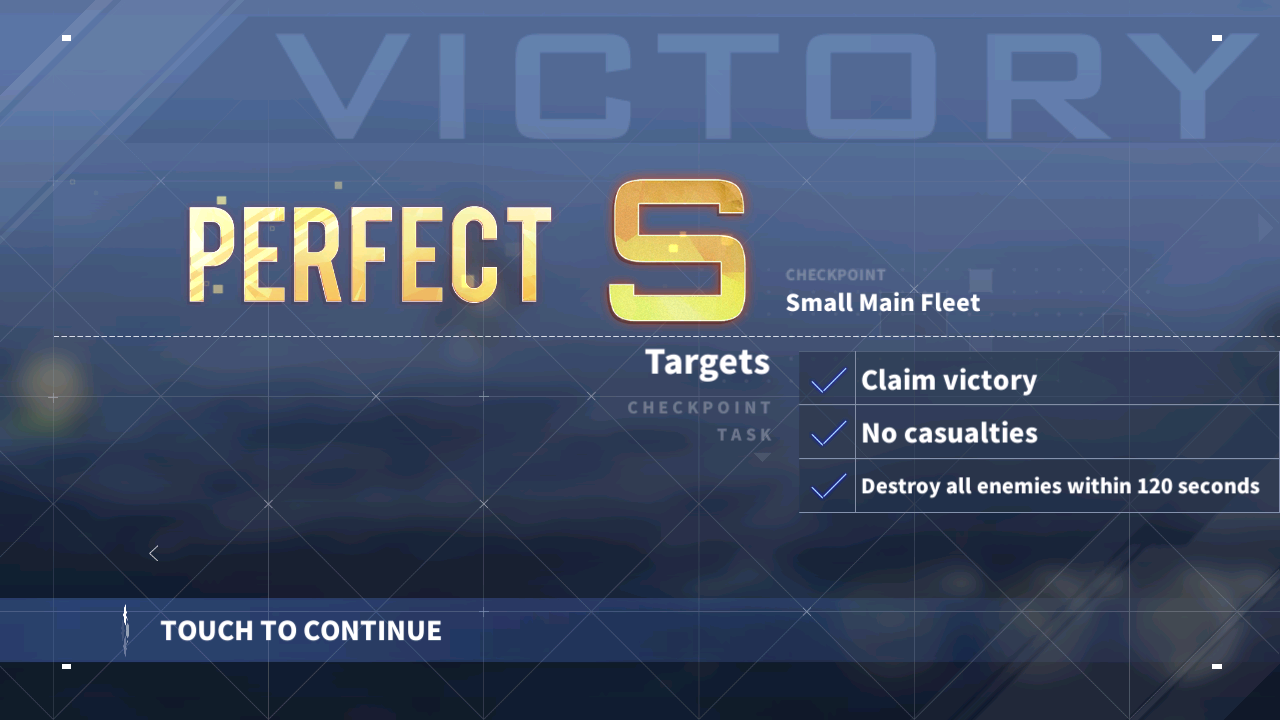 VICTORY
PERFECT S
CHECKPOINT
Small Main Fleet
Targets
CHECKPOINT
TASK
Claim victory
No casualties
Destroy all enemies within 120 seconds
TOUCH TO CONTINUE